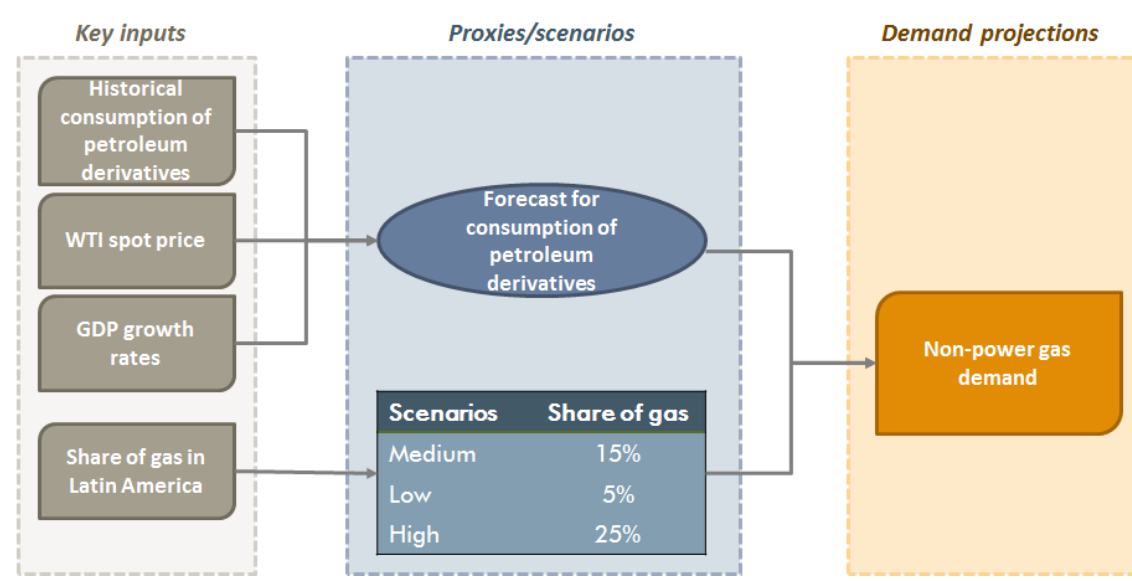 Key inputs
Proxies/scenarios
Demand projections
Historical
consumption of
petroleum
derivatives
WTI spot price
GDP growth
rates
Share of gas in
Latin America
Forecast for
consumption of
petroleum
derivatives
Scenarios Share of gas
Medium 15%
Low 5%
High 25%
Non-power gas
demand